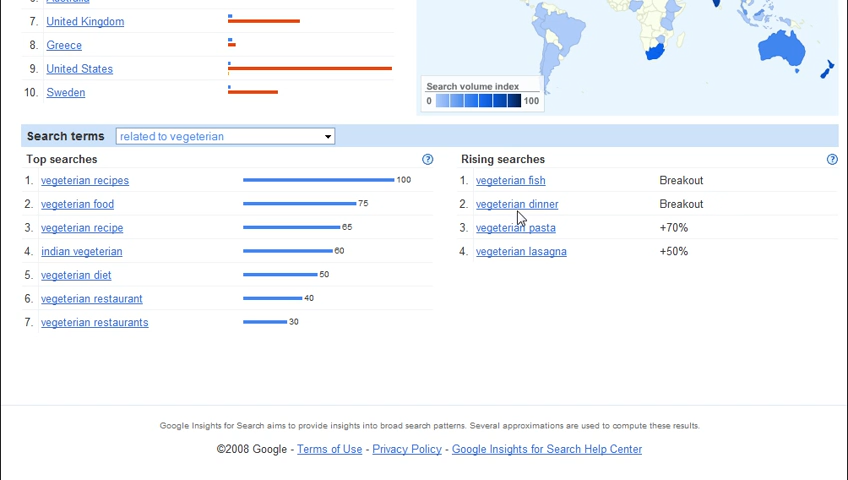 7. United Kingdom
8. Greece
9. United States
10. Sweden
Search volume index
0 100
Search terms related to vegeterian
Top searches ?
1. vegeterian recipes 100
2. vegeterian food 75
3. vegeterian recipe 65
4. indian vegeterian 60
5. vegeterian diet 50
6. vegeterian restaurant 40
7. vegeterian restaurants 30
Rising searches ?
1. vegeterian fish Breakout
2. vegeterian dinner Breakout
3. vegeterian pasta +70%
4. vegeterian lasagna +50%
Google Insights for Search aims to provide insights into broad search patterns. Several approximations are used to compute these results.
©2008 Google - Terms of Use - Privacy Policy - Google Insights for Search Help Center